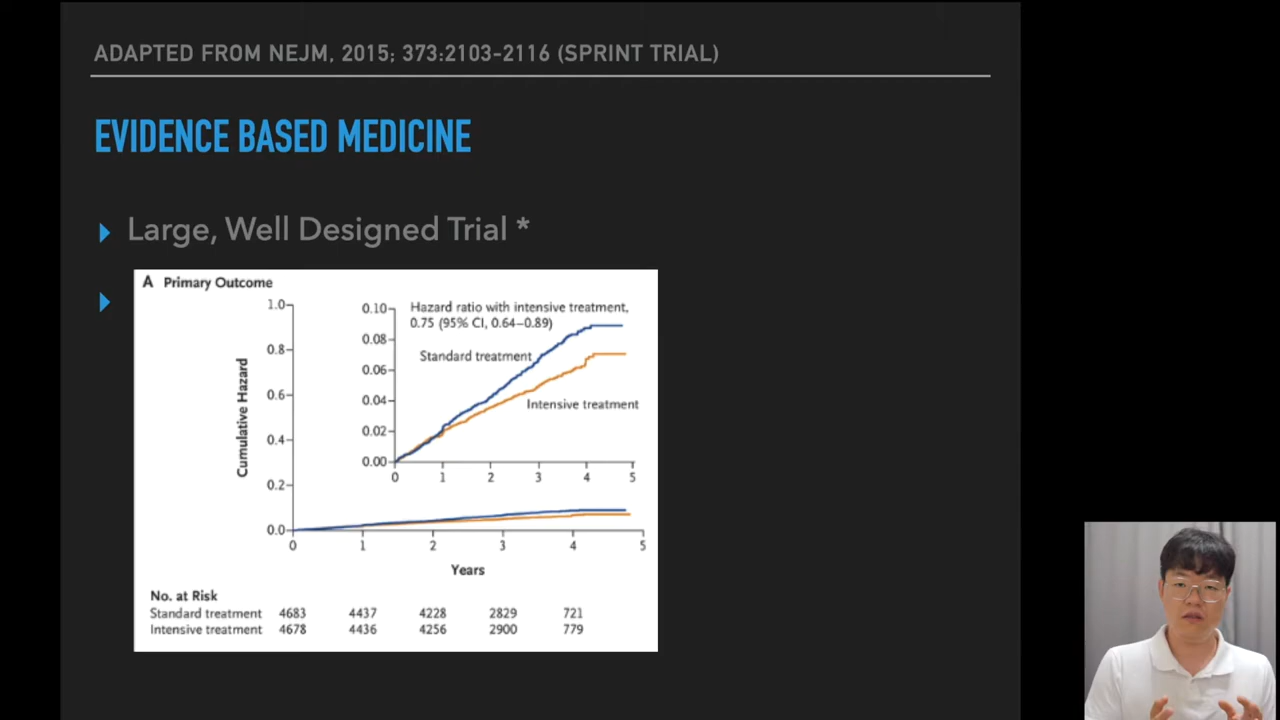 ADAPTED FROM NEJM, 2015; 373:2103-2116 (SPRINT TRIAL)
EVIDENCE BASED MEDICINE
Large, Well Designed Trial *
A Primary Outcome
Cumulative Hazard
1.0
0.8
0.6
0.4
0.2
0.0
0.10
0.08
0.06
0.04
0.02
0.00
Hazard ratio with intensive treatment,
0.75 (95% CI, 0.64–0.89)
Standard treatment
Intensive treatment
0 1 2 3 4 5
0 1 2 3 4 5
Years
No. at Risk
Standard treatment 4683 4437 4228 2829 721
Intensive treatment 4678 4436 4256 2900 779